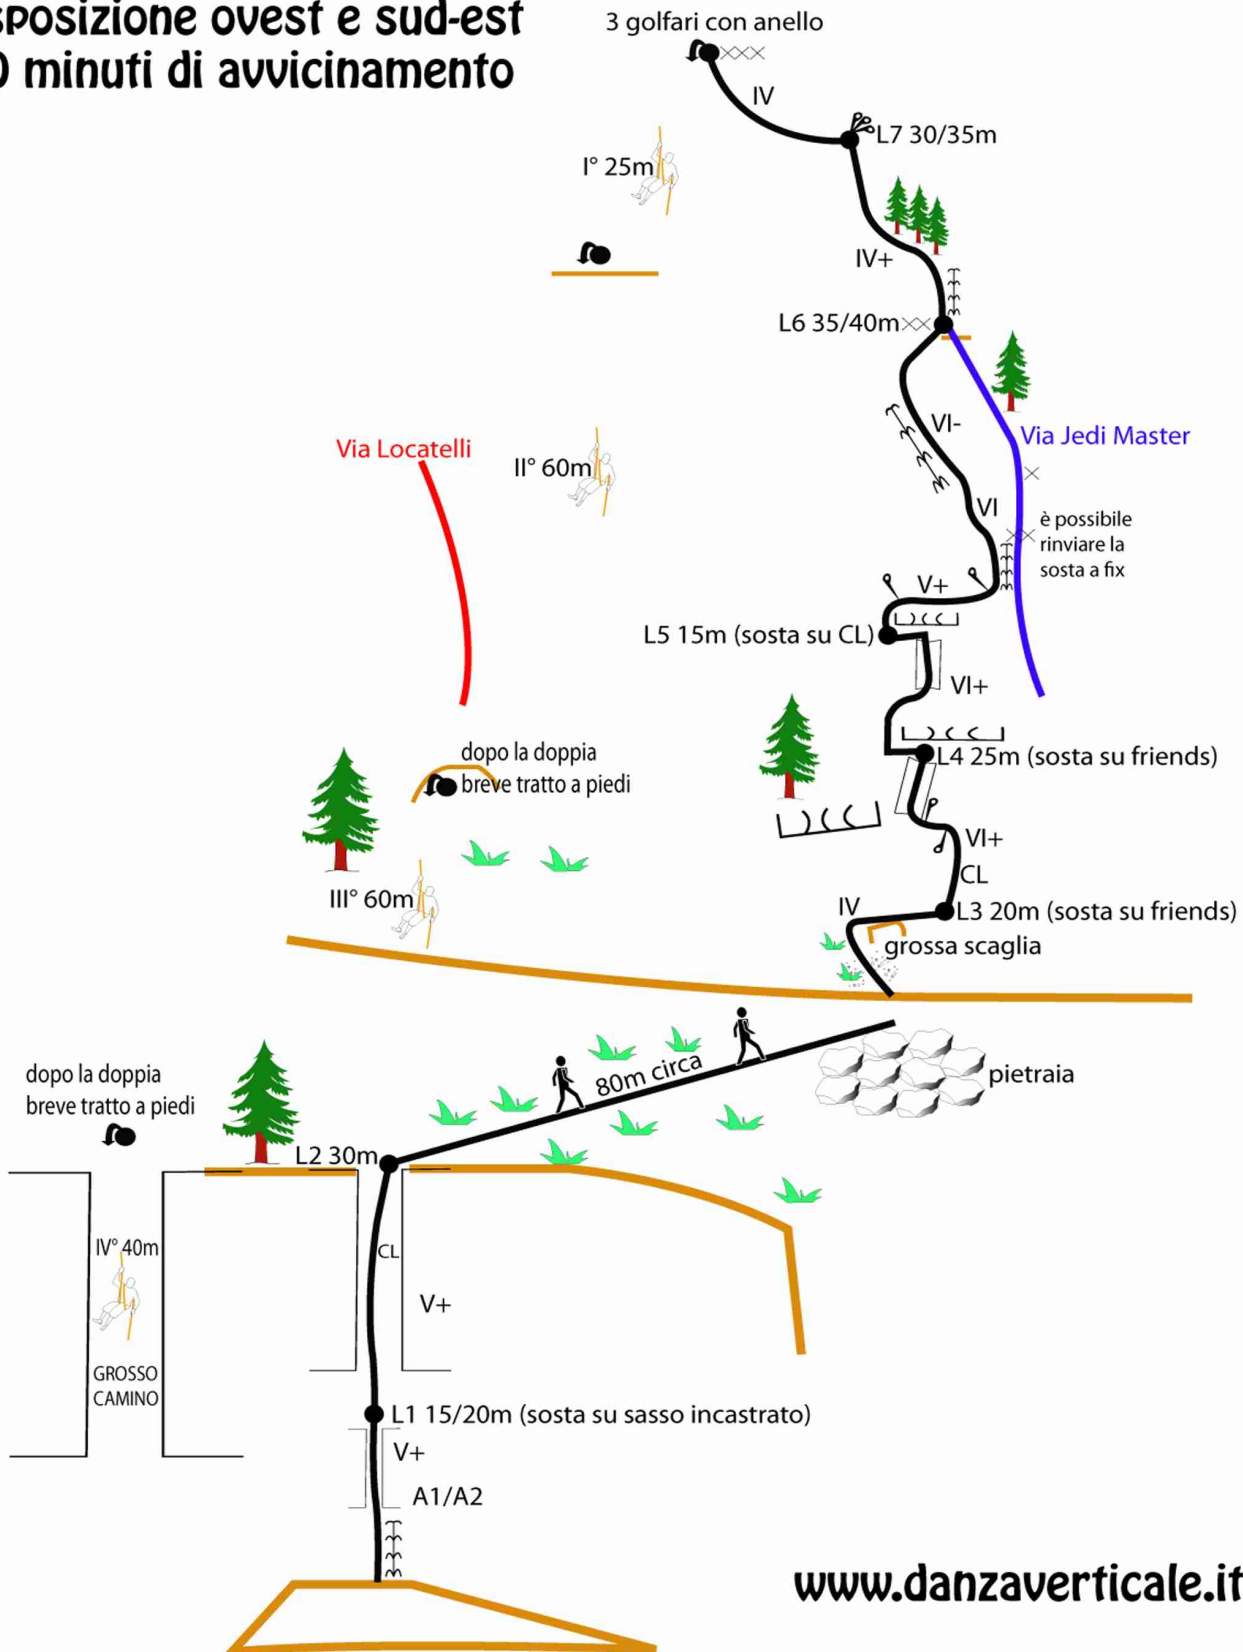 sposizione ovest e sud-est
0 minuti di avvicinamento
3 golfari con anello
IV
L7 30/35m
I° 25m
IV+
L6 35/40m
VI-
Via Jedi Master
Via Locatelli
II° 60m
VI
è possibile
rinviare la
sosta a fix
V+
L5 15m (sosta su CL)
VI+
dopo la doppia
breve tratto a piedi
L4 25m (sosta su friends)
VI+
CL
III° 60m
IV
L3 20m (sosta su friends)
grossa scaglia
80m circa
pietraia
dopo la doppia
breve tratto a piedi
L2 30m
IV° 40m
CL
V+
GROSSO
CAMINO
L1 15/20m (sosta su sasso incastrato)
V+
A1/A2
www.danzaverticale.it